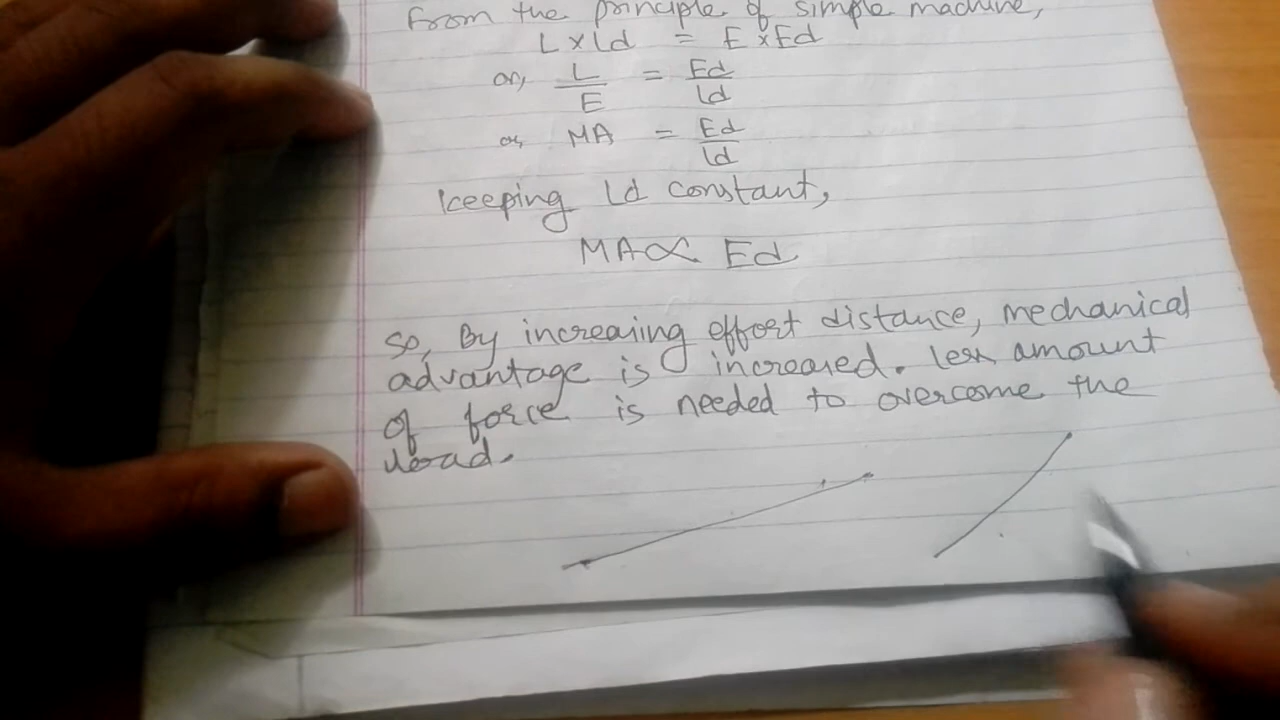 From the principle of simple machine,
L × Ld = E × Ed
or, L/E = Ed/Ld
or, MA = Ed/Ld
keeping Ld constant,
MA ∝ Ed
So, By increasing effort distance, mechanical
advantage is increased. less amount
of force is needed to overcome the
load.